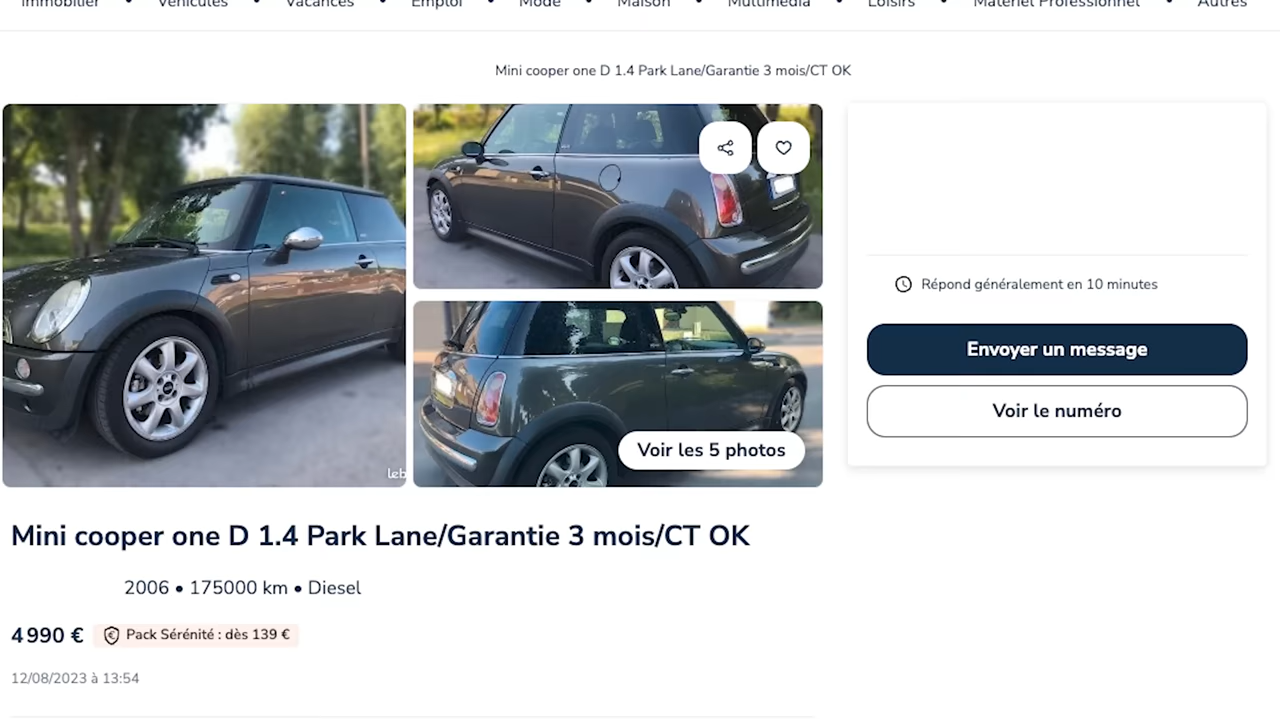 Immobilier • Véhicules • Vacances • Emploi • Mode • Maison • Multimédia • Loisirs • Matériel Professionnel • Autres
Mini cooper one D 1.4 Park Lane/Garantie 3 mois/CT OK
leb
Voir les 5 photos
Répond généralement en 10 minutes
Envoyer un message
Voir le numéro
Mini cooper one D 1.4 Park Lane/Garantie 3 mois/CT OK
2006 • 175000 km • Diesel
4 990 € Pack Sérénité : dès 139 €
12/08/2023 à 13:54